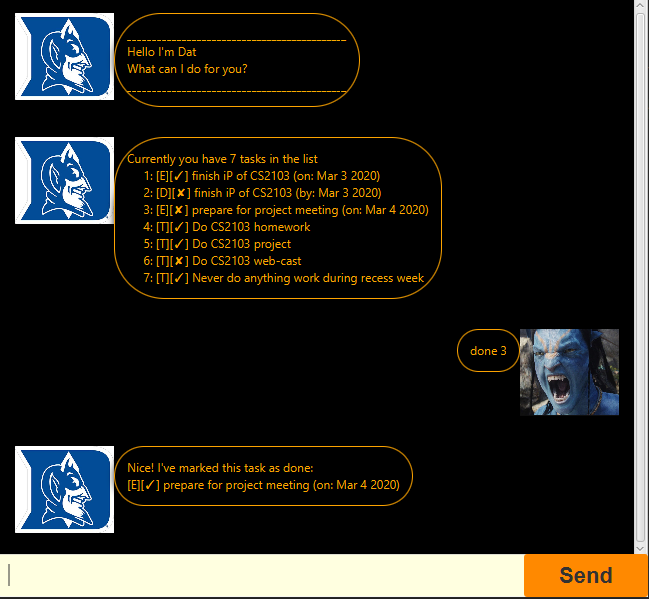 ____________________________________________
Hello I'm Dat
What can I do for you?
____________________________________________
Currently you have 7 tasks in the list
1: [E][✓] finish iP of CS2103 (on: Mar 3 2020)
2: [D][✘] finish iP of CS2103 (by: Mar 3 2020)
3: [E][✘] prepare for project meeting (on: Mar 4 2020)
4: [T][✓] Do CS2103 homework
5: [T][✓] Do CS2103 project
6: [T][✘] Do CS2103 web-cast
7: [T][✓] Never do anything work during recess week
done 3
Nice! I've marked this task as done:
[E][✓] prepare for project meeting (on: Mar 4 2020)
Send